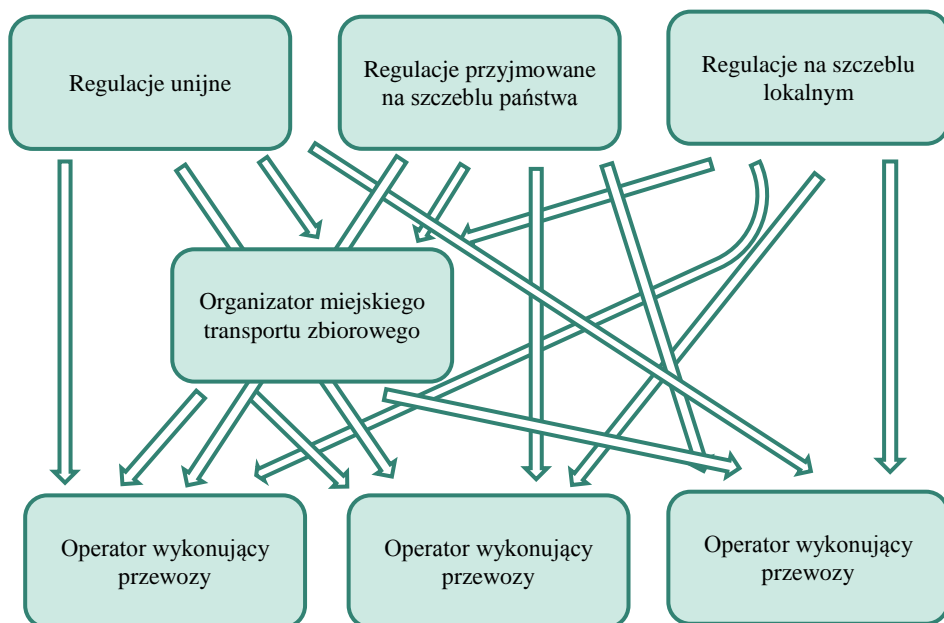 Regulacje unijne
Regulacje przyjmowane
na szczeblu państwa
Regulacje na szczeblu
lokalnym
Organizator miejskiego
transportu zbiorowego
Operator wykonujący
przewozy
Operator wykonujący
przewozy
Operator wykonujący
przewozy